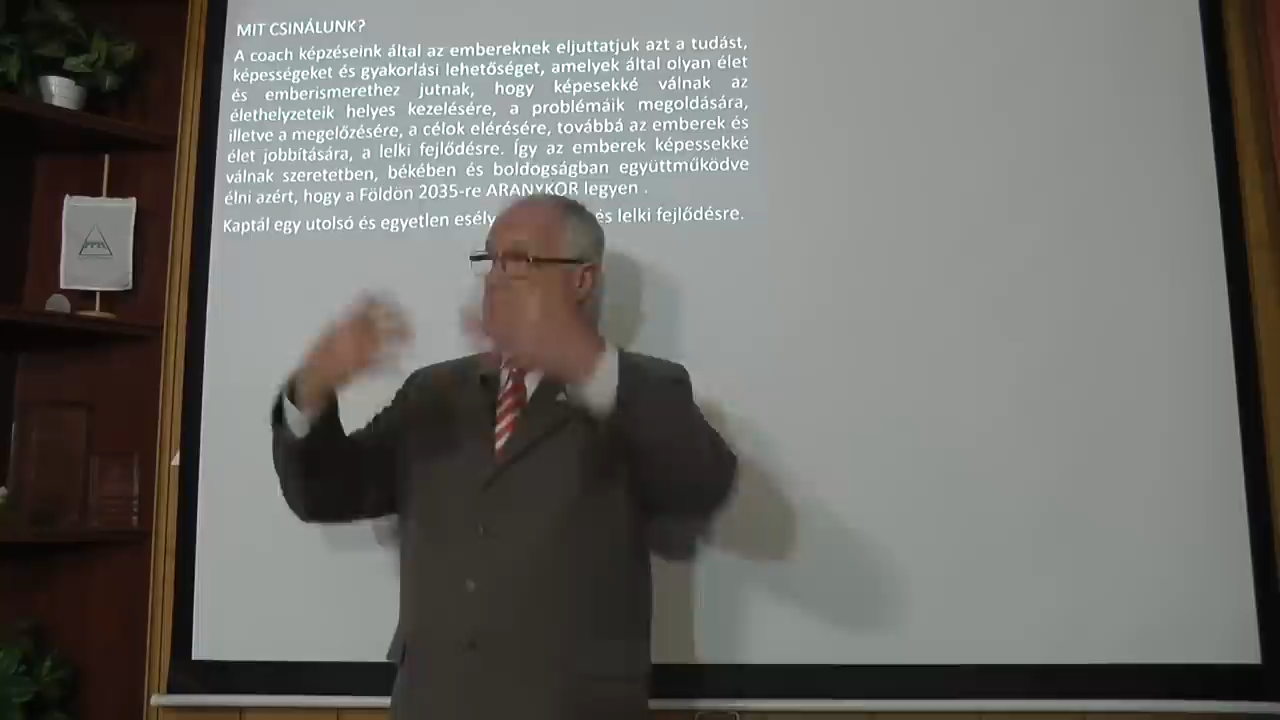 MIT CSINÁLUNK?
A coach képzéseink által az embereknek eljuttatjuk azt a tudást,
képességeket és gyakorlási lehetőséget, amelyek által olyan élet
és emberismerethez jutnak, hogy képesekké válnak az
élethelyzeteik helyes kezelésére, a problémáik megoldására,
illetve a megelőzésére, a célok elérésére, továbbá az emberek és
élet jobbítására, a lelki fejlődésre. Így az emberek képessekké
válnak szeretetben, békében és boldogságban együttműködve
élni azért, hogy a Földön 2035-re ARANYKOR legyen .
Kaptál egy utolsó és egyetlen esély és lelki fejlődésre.